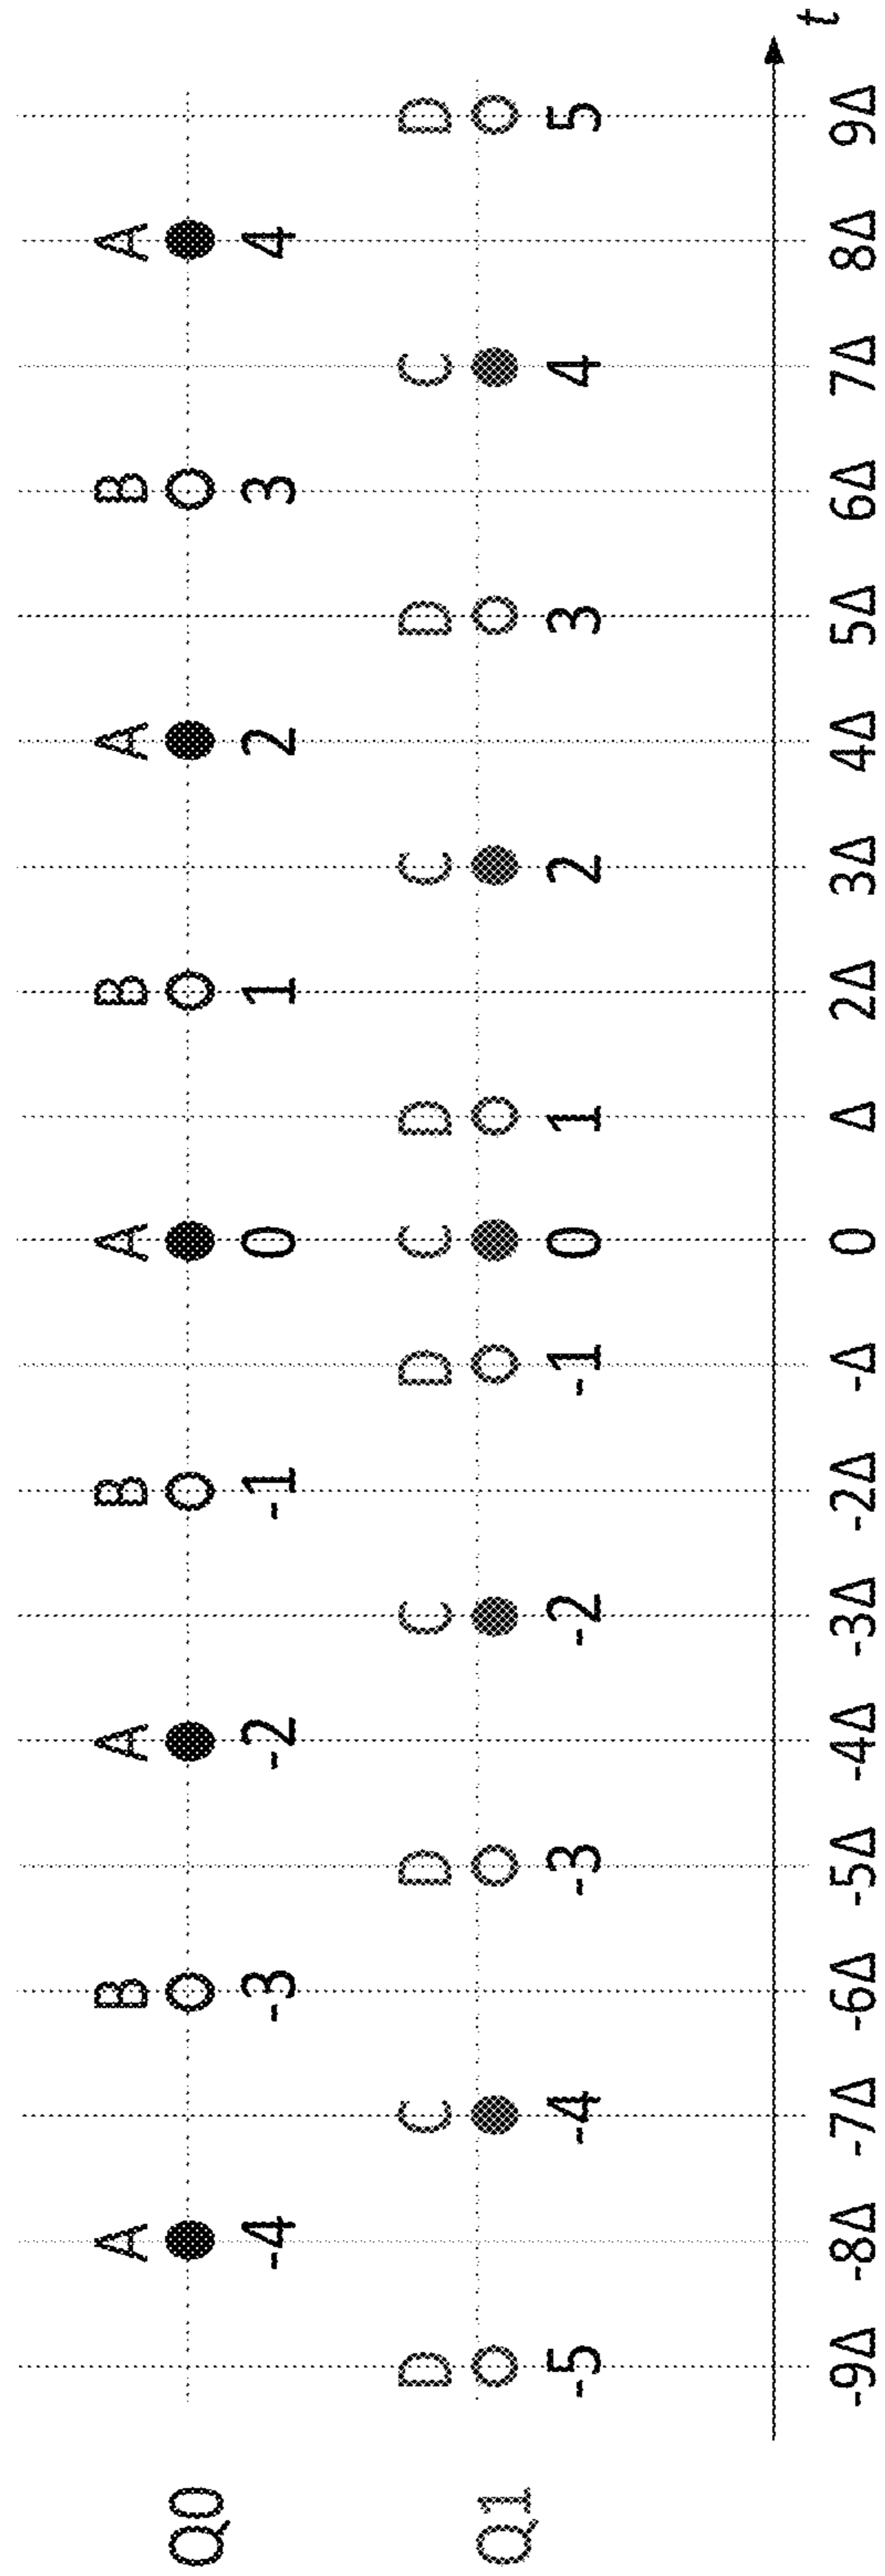 A B A B A B A B A
Q0 -4 -3 -2 -1 0 1 2 3 4
D C D C D C D C D C D
Q1 -5 -4 -3 -2 -1 0 1 2 3 4 5
t
-9Δ -8Δ -7Δ -6Δ -5Δ -4Δ -3Δ -2Δ -Δ 0 Δ 2Δ 3Δ 4Δ 5Δ 6Δ 7Δ 8Δ 9Δ